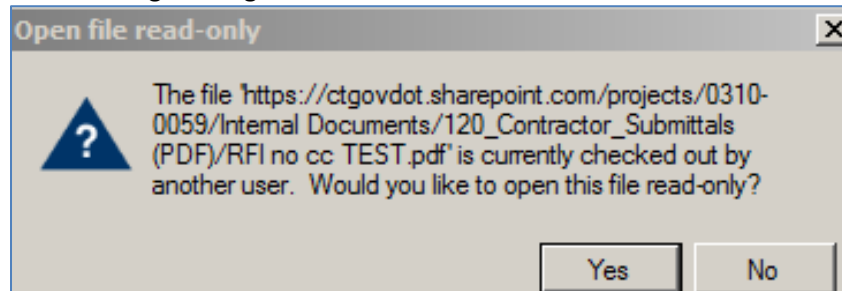 Open file read-only
The file 'https://ctgovdot.sharepoint.com/projects/0310-
0059/Internal Documents/120_Contractor_Submittals
(PDF)/RFI no cc TEST.pdf' is currently checked out by
another user.  Would you like to open this file read-only?
Yes
No